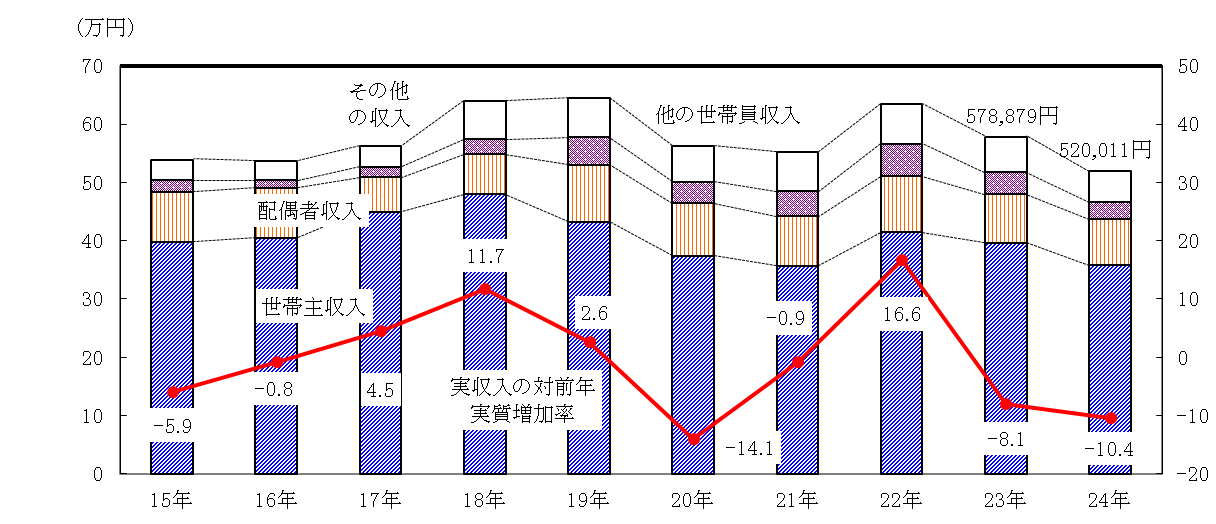 (万円)
70
60
50
40
30
20
10
0
50
40
30
20
10
0
-10
-20
その他
の収入
他の世帯員収入
578,879円
520,011円
配偶者収入
世帯主収入
実収入の対前年
実質増加率
-5.9
-0.8
4.5
11.7
2.6
-14.1
-0.9
16.6
-8.1
-10.4
15年
16年
17年
18年
19年
20年
21年
22年
23年
24年